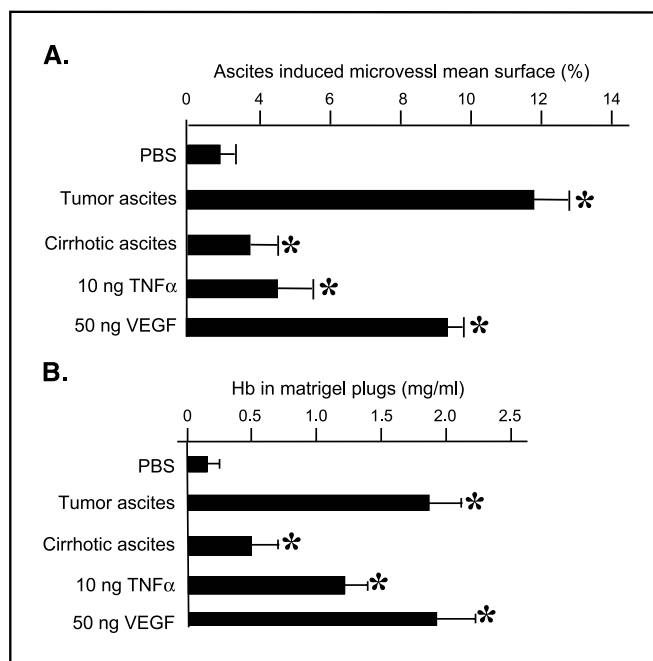 A.
Ascites induced microvessl mean surface (%)
0 4 6 8 10 12 14
PBS
Tumor ascites *
Cirrhotic ascites *
10 ng TNFα *
50 ng VEGF *
B.
Hb in matrigel plugs (mg/ml)
0 0.5 1.0 1.5 2.0 2.5
PBS
Tumor ascites *
Cirrhotic ascites *
10 ng TNFα *
50 ng VEGF *